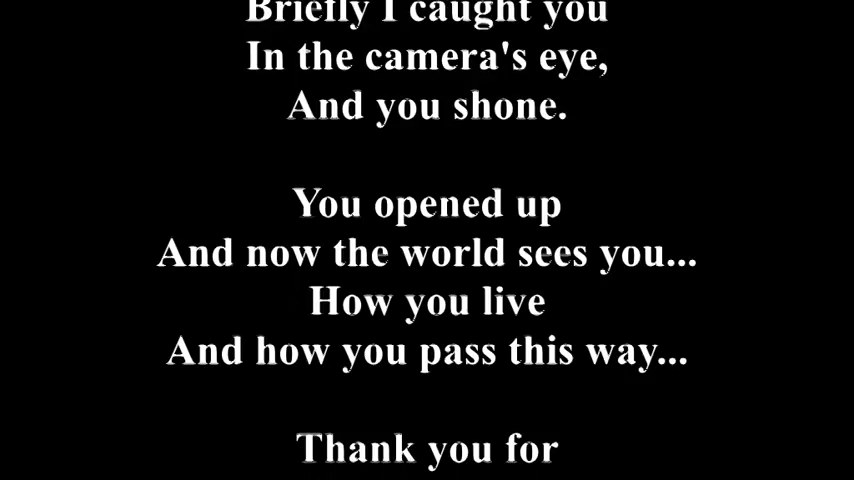 Briefly I caught you
In the camera's eye,
And you shone.
You opened up
And now the world sees you...
How you live
And how you pass this way...
Thank you for